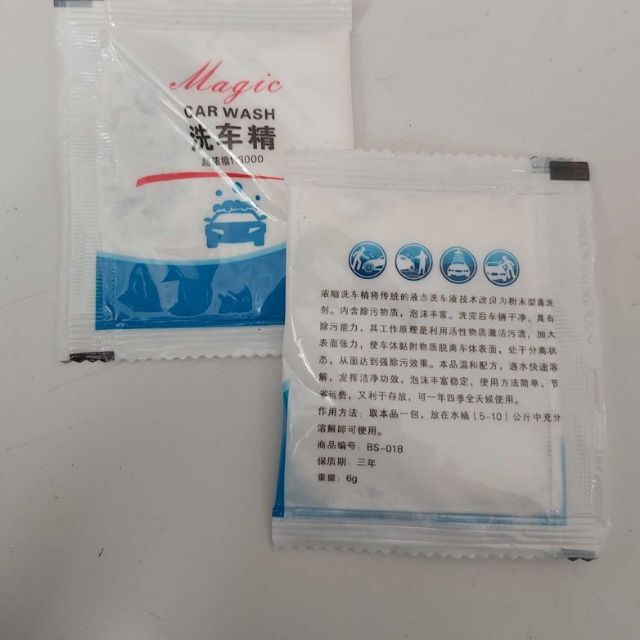 Magic
CAR WASH
洗车精
超浓缩1:8000
浓缩洗车精将传统的液态洗车液技术改良为粉末型清洗
剂。内含除污物质，泡沫丰富。洗完后车辆干净，具有
除污能力，其工作原理是利用活性物质激活污渍，加大
表面张力，使车体黏附物质脱离车体表面，处于分离状
态，从面达到强除污效果。本品温和配方，遇水快速溶
解，发挥洁净功效，泡沫丰富稳定，使用方法简单，节
省运费，又利于存放，可一年四季全天候使用。
作用方法：取本品一包，放在水桶（5-10）公斤中充分
溶解即可使用。
商品编号：BS-018
保质期：三年
重量：6g